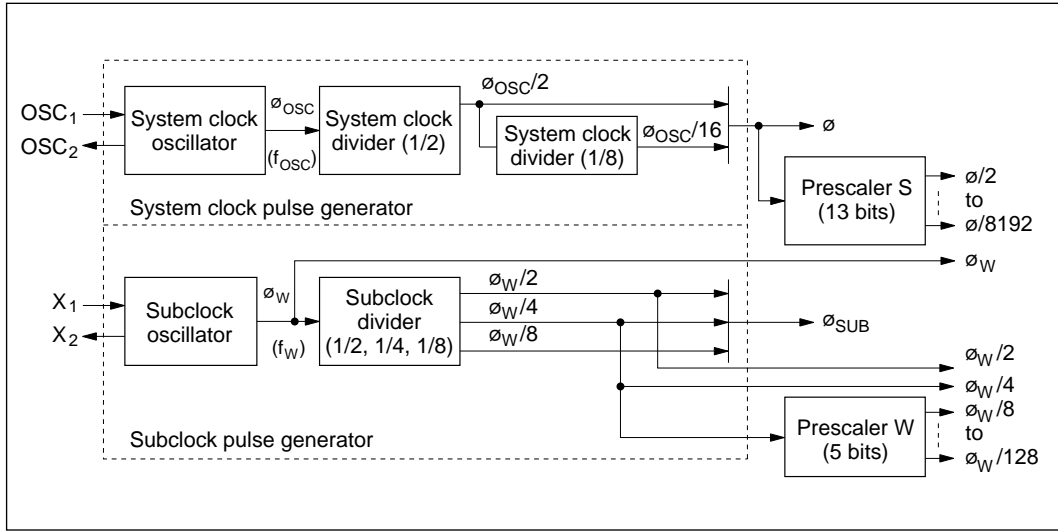 OSC1
OSC2
System clock
oscillator
øOSC
(fOSC)
System clock
divider (1/2)
øOSC/2
System clock
divider (1/8)
øOSC/16
ø
Prescaler S
(13 bits)
ø/2
to
ø/8192
System clock pulse generator
X1
X2
Subclock
oscillator
øW
(fW)
Subclock
divider
(1/2, 1/4, 1/8)
øW/2
øW/4
øW/8
øW
øSUB
øW/2
øW/4
Prescaler W
(5 bits)
øW/8
to
øW/128
Subclock pulse generator